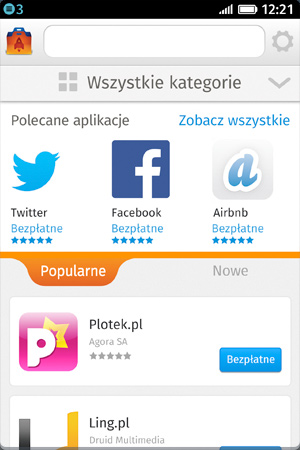 3 12:21
Wszystkie kategorie
Polecane aplikacje Zobacz wszystkie
Twitter Facebook Airbnb
Bezpłatne Bezpłatne Bezpłatne
Popularne Nowe
Plotek.pl
Agora SA
Bezpłatne
Ling.pl
Druid Multimedia